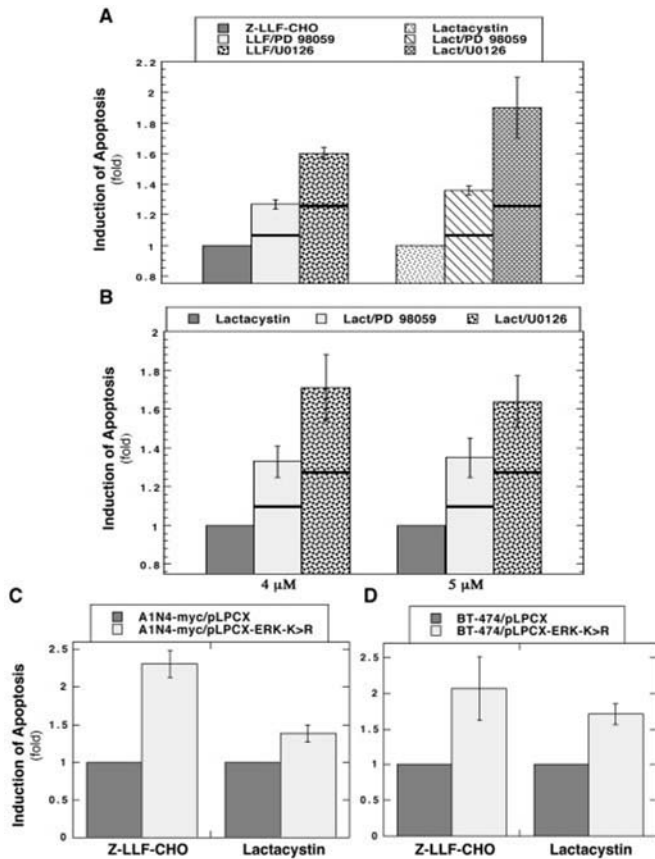 A
Z-LLF-CHO Lactacystin
LLF/PD 98059 Lact/PD 98059
LLF/U0126 Lact/U0126
Induction of Apoptosis
(fold)
2.2
2
1.8
1.6
1.4
1.2
1
0.8
B
Lactacystin Lact/PD 98059 Lact/U0126
Induction of Apoptosis
(fold)
2
1.8
1.6
1.4
1.2
1
0.8
4 µM 5 µM
C
A1N4-myc/pLPCX
A1N4-myc/pLPCX-ERK-K>R
Induction of Apoptosis
(fold)
2.5
2
1.5
1
0.5
0
Z-LLF-CHO Lactacystin
D
BT-474/pLPCX
BT-474/pLPCX-ERK-K>R
2.5
2
1.5
1
0.5
0
Z-LLF-CHO Lactacystin